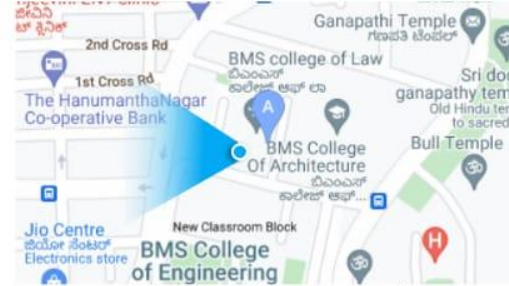 ಜೀವಿನಿ
ಟ್ ಕ್ಲಿನಿಕ್
2nd Cross Rd
1st Cross Rd
The HanumanthaNagar
Co-operative Bank
Ganapathi Temple
ಗಣಪತಿ ಟೆಂಪಲ್
BMS college of Law
ಬಿಎಂಎಸ್
ಕಾಲೇಜ್ ಆಫ್ ಲಾ
A
Sri do
ganapathy tem
Old Hindu te
to sacred
Bull Temple
BMS College
Of Architecture
ಬಿಎಂಎಸ್
ಕಾಲೇಜ್ ಆಫ್...
Jio Centre
ಜಿಯೋ ಸೆಂಟರ್
Electronics store
New Classroom Block
BMS College
of Engineering
H